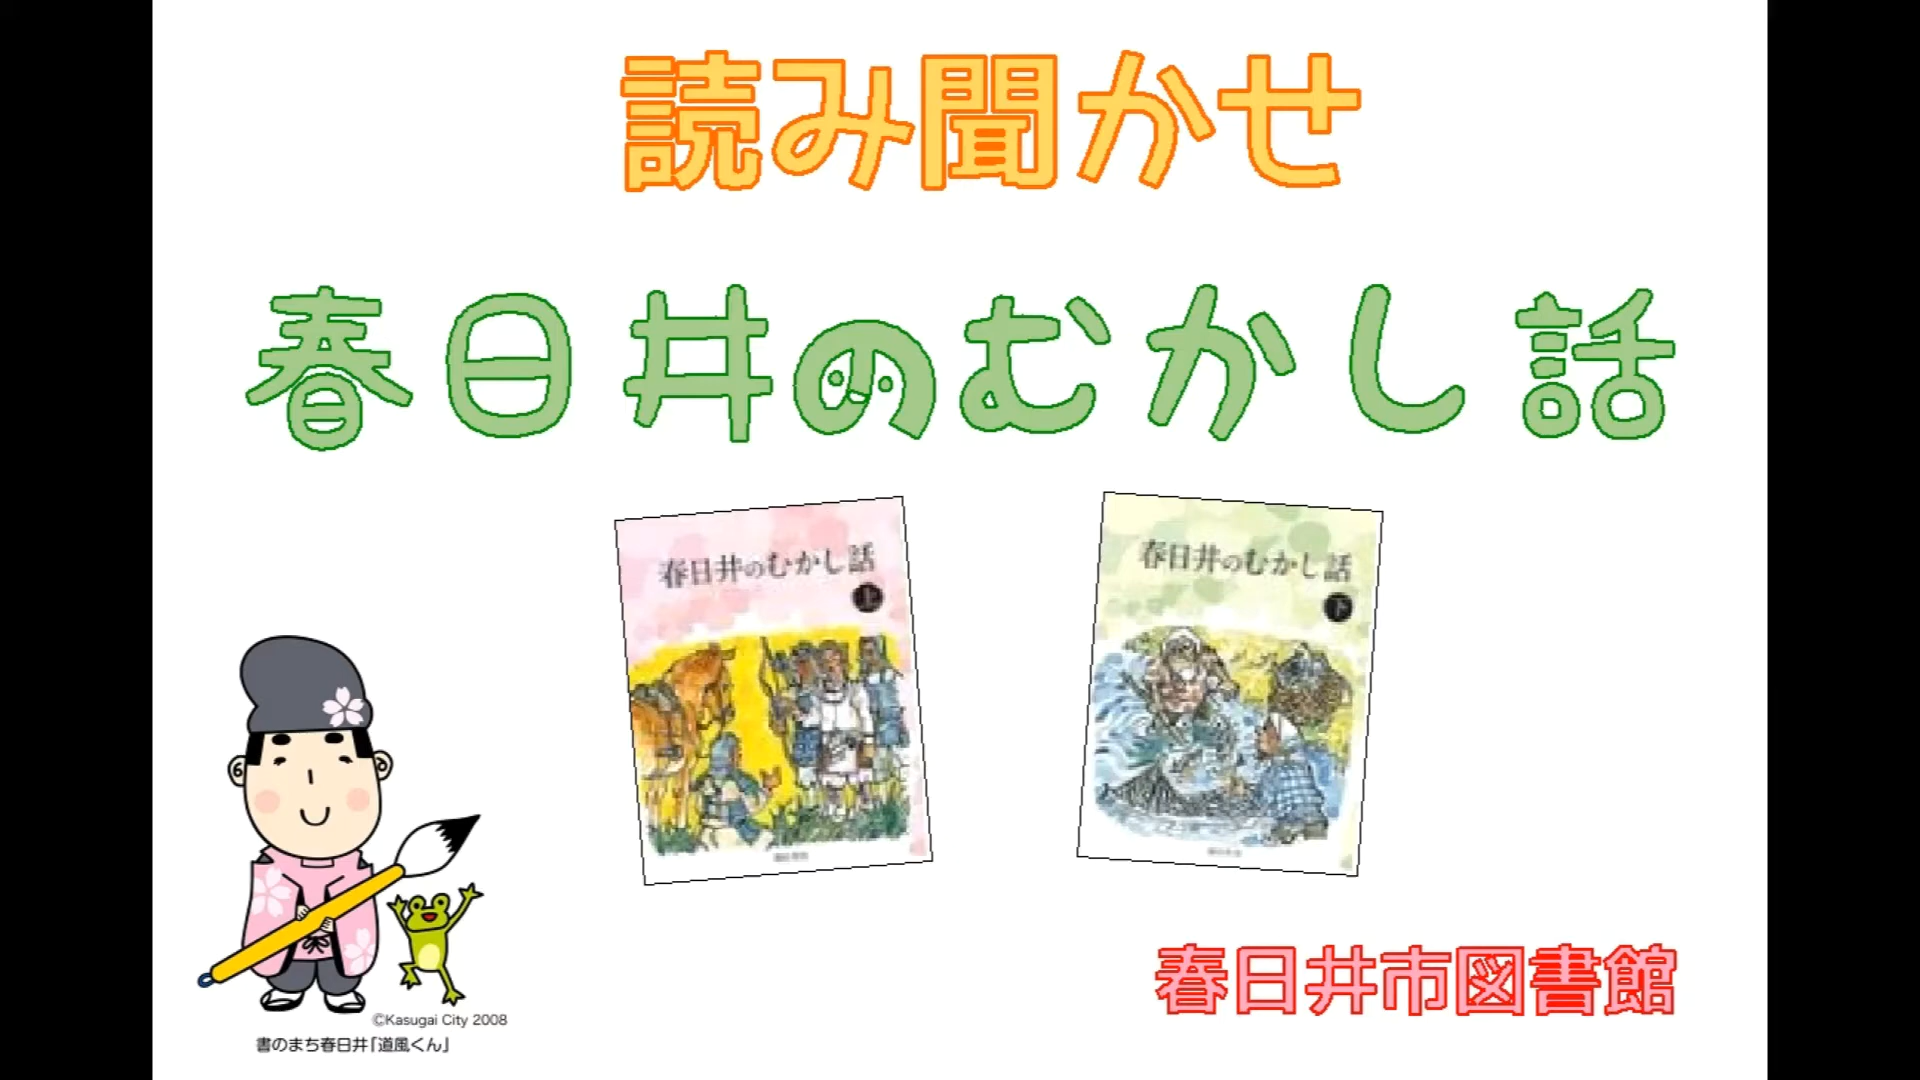 読み聞かせ
春日井のむかし話
春日井のむかし話
上
春日井のむかし話
下
春日井市図書館
©Kasugai City 2008
書のまち春日井「道風くん」